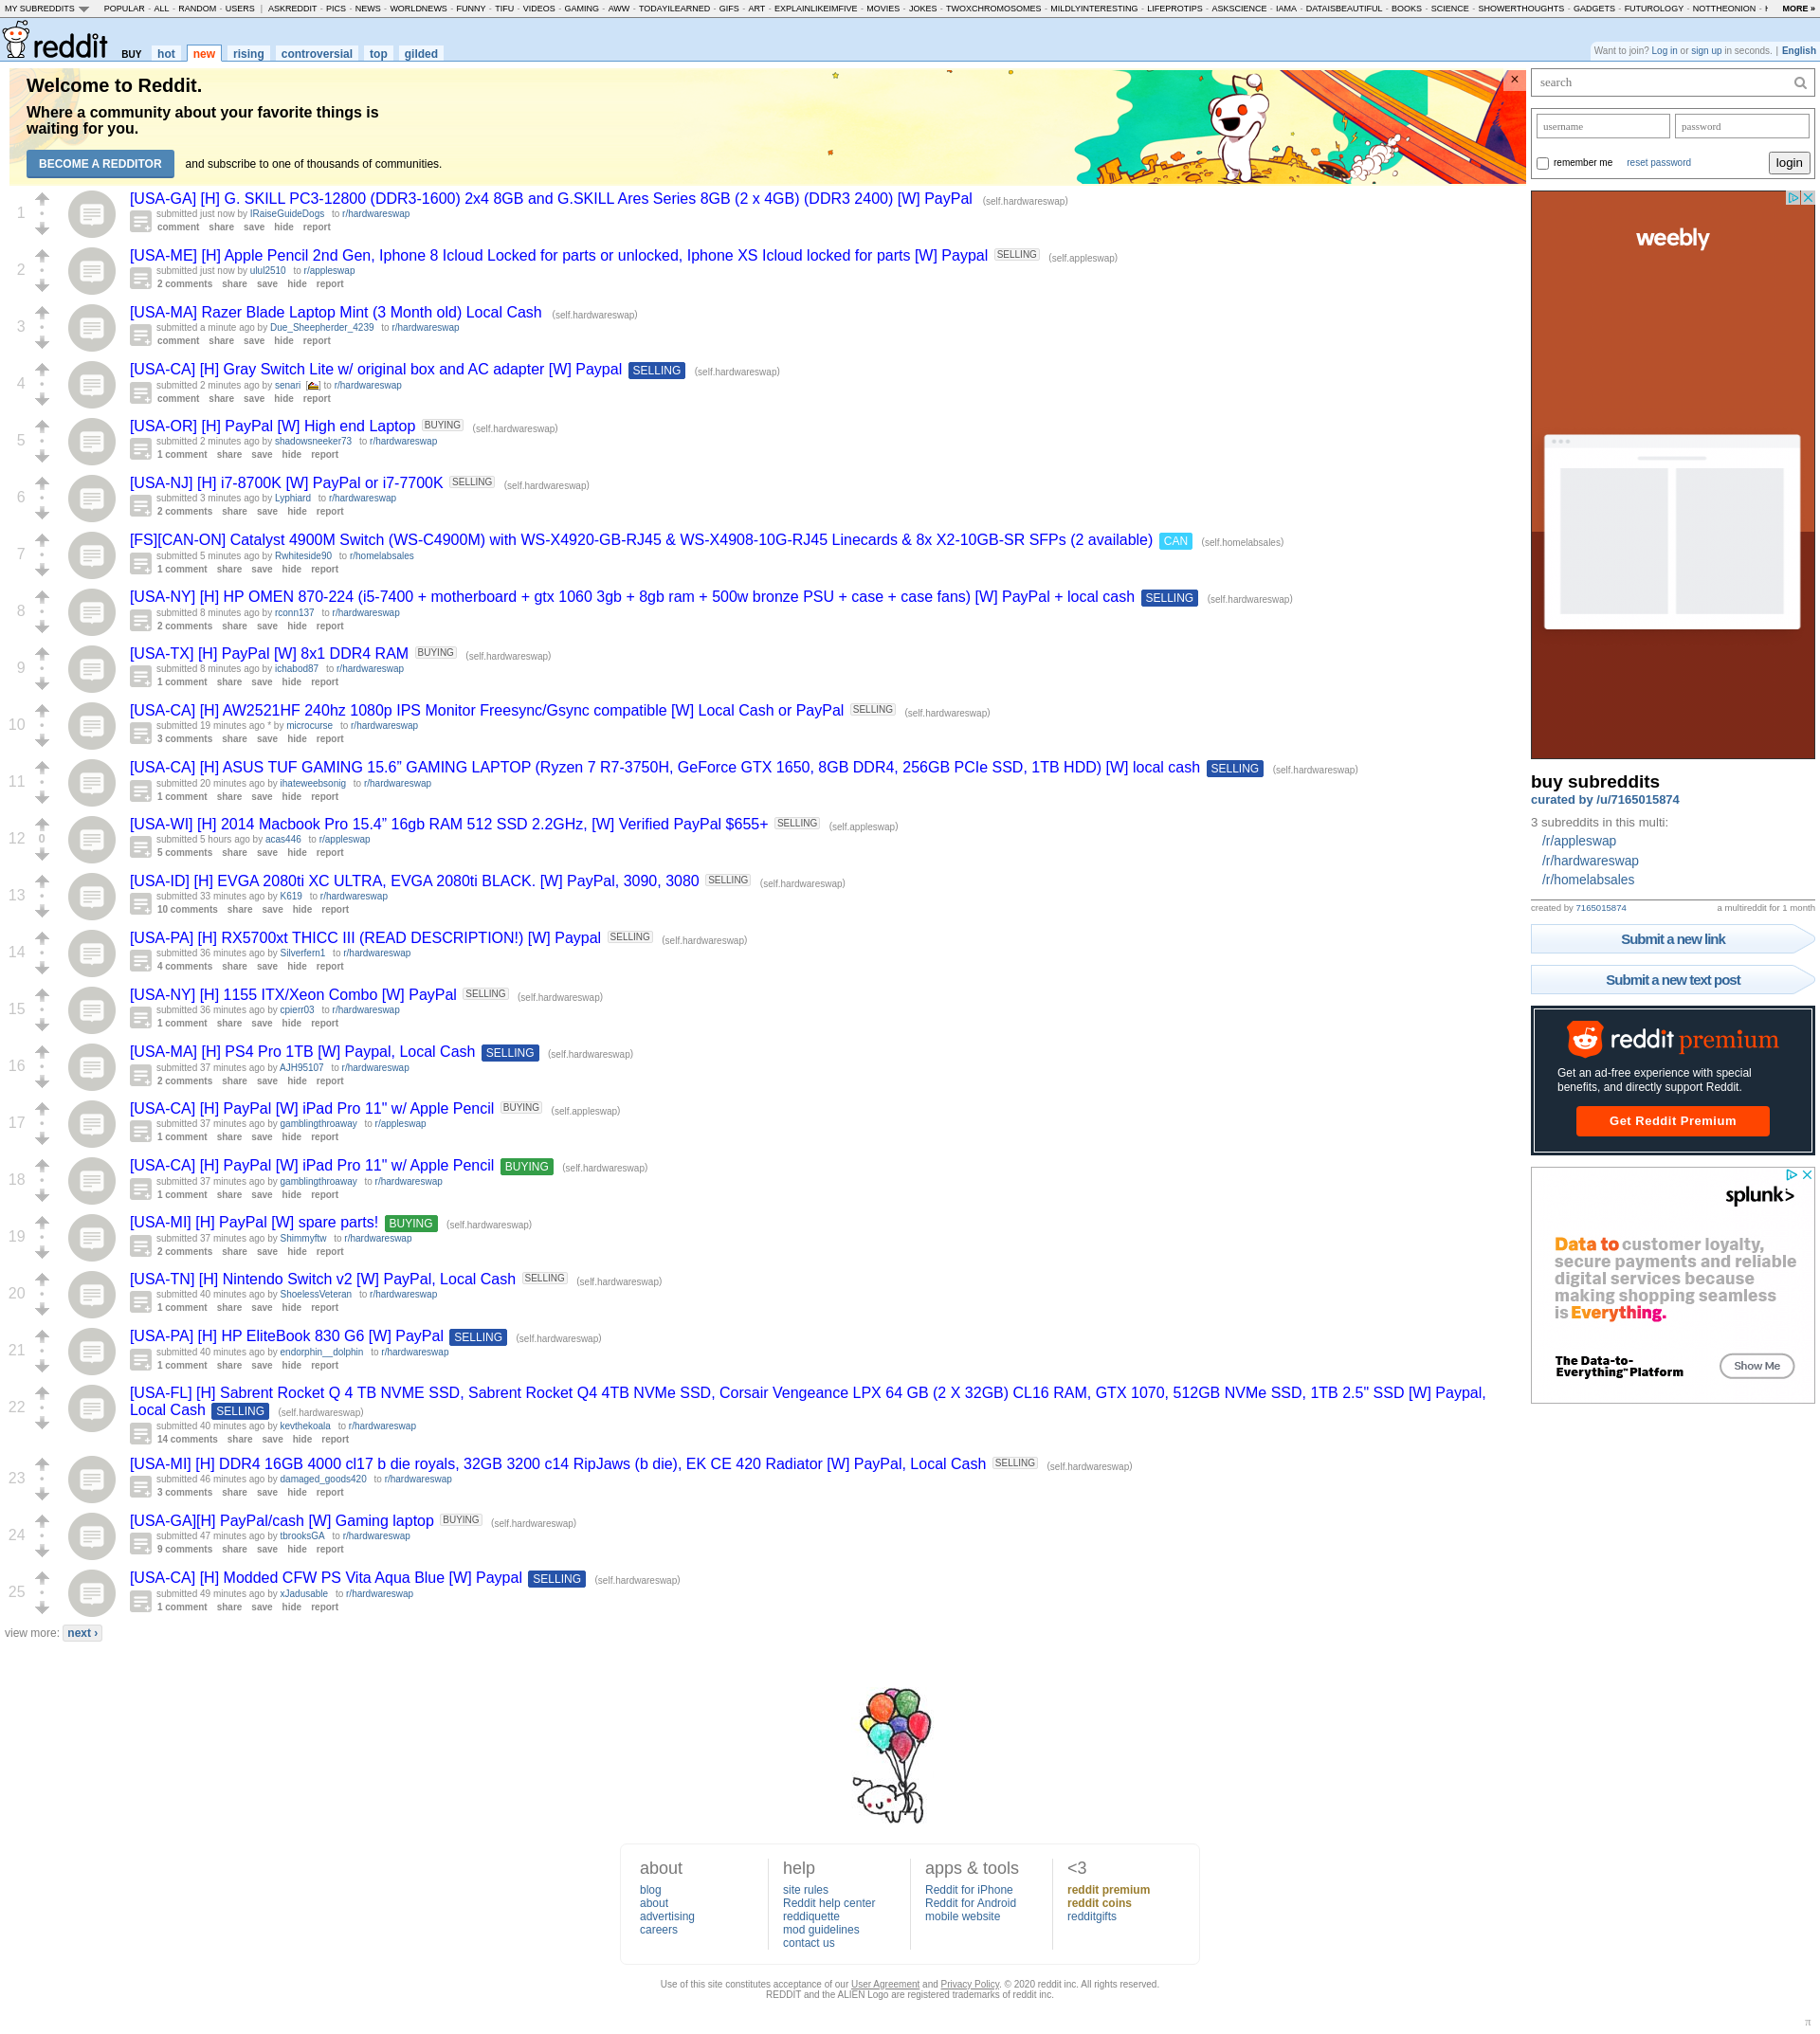 MY SUBREDDITS POPULAR - ALL - RANDOM - USERS | ASKREDDIT - PICS - NEWS - WORLDNEWS - FUNNY - TIFU - VIDEOS - GAMING - AWW - TODAYILEARNED - GIFS - ART - EXPLAINLIKEIMFIVE - MOVIES - JOKES - TWOXCHROMOSOMES - MILDLYINTERESTING - LIFEPROTIPS - ASKSCIENCE - IAMA - DATAISBEAUTIFUL - BOOKS - SCIENCE - SHOWERTHOUGHTS - GADGETS - FUTUROLOGY - NOTTHEONION - MORE »
reddit BUY hot new rising controversial top gilded
Want to join? Log in or sign up in seconds. | English
Welcome to Reddit.
Where a community about your favorite things is
waiting for you.
BECOME A REDDITOR and subscribe to one of thousands of communities.
1 [USA-GA] [H] G. SKILL PC3-12800 (DDR3-1600) 2x4 8GB and G.SKILL Ares Series 8GB (2 x 4GB) (DDR3 2400) [W] PayPal (self.hardwareswap)
submitted just now by IRaiseGuideDogs to r/hardwareswap
comment share save hide report
2 [USA-ME] [H] Apple Pencil 2nd Gen, Iphone 8 Icloud Locked for parts or unlocked, Iphone XS Icloud locked for parts [W] Paypal SELLING (self.appleswap)
submitted just now by ulul2510 to r/appleswap
2 comments share save hide report
3 [USA-MA] Razer Blade Laptop Mint (3 Month old) Local Cash (self.hardwareswap)
submitted a minute ago by Due_Sheepherder_4239 to r/hardwareswap
comment share save hide report
4 [USA-CA] [H] Gray Switch Lite w/ original box and AC adapter [W] Paypal SELLING (self.hardwareswap)
submitted 2 minutes ago by senari [] to r/hardwareswap
comment share save hide report
5 [USA-OR] [H] PayPal [W] High end Laptop BUYING (self.hardwareswap)
submitted 2 minutes ago by shadowsneeker73 to r/hardwareswap
1 comment share save hide report
6 [USA-NJ] [H] i7-8700K [W] PayPal or i7-7700K SELLING (self.hardwareswap)
submitted 3 minutes ago by Lyphiard to r/hardwareswap
2 comments share save hide report
7 [FS][CAN-ON] Catalyst 4900M Switch (WS-C4900M) with WS-X4920-GB-RJ45 & WS-X4908-10G-RJ45 Linecards & 8x X2-10GB-SR SFPs (2 available) CAN (self.homelabsales)
submitted 5 minutes ago by Rwhiteside90 to r/homelabsales
1 comment share save hide report
8 [USA-NY] [H] HP OMEN 870-224 (i5-7400 + motherboard + gtx 1060 3gb + 8gb ram + 500w bronze PSU + case + case fans) [W] PayPal + local cash SELLING (self.hardwareswap)
submitted 8 minutes ago by rconn137 to r/hardwareswap
2 comments share save hide report
9 [USA-TX] [H] PayPal [W] 8x1 DDR4 RAM BUYING (self.hardwareswap)
submitted 8 minutes ago by ichabod87 to r/hardwareswap
1 comment share save hide report
10 [USA-CA] [H] AW2521HF 240hz 1080p IPS Monitor Freesync/Gsync compatible [W] Local Cash or PayPal SELLING (self.hardwareswap)
submitted 19 minutes ago * by microcurse to r/hardwareswap
3 comments share save hide report
11 [USA-CA] [H] ASUS TUF GAMING 15.6” GAMING LAPTOP (Ryzen 7 R7-3750H, GeForce GTX 1650, 8GB DDR4, 256GB PCIe SSD, 1TB HDD) [W] local cash SELLING (self.hardwareswap)
submitted 20 minutes ago by ihateweebsonig to r/hardwareswap
1 comment share save hide report
12 0 [USA-WI] [H] 2014 Macbook Pro 15.4” 16gb RAM 512 SSD 2.2GHz, [W] Verified PayPal $655+ SELLING (self.appleswap)
submitted 5 hours ago by acas446 to r/appleswap
5 comments share save hide report
13 [USA-ID] [H] EVGA 2080ti XC ULTRA, EVGA 2080ti BLACK. [W] PayPal, 3090, 3080 SELLING (self.hardwareswap)
submitted 33 minutes ago by K619 to r/hardwareswap
10 comments share save hide report
14 [USA-PA] [H] RX5700xt THICC III (READ DESCRIPTION!) [W] Paypal SELLING (self.hardwareswap)
submitted 36 minutes ago by Silverfern1 to r/hardwareswap
4 comments share save hide report
15 [USA-NY] [H] 1155 ITX/Xeon Combo [W] PayPal SELLING (self.hardwareswap)
submitted 36 minutes ago by cpierr03 to r/hardwareswap
1 comment share save hide report
16 [USA-MA] [H] PS4 Pro 1TB [W] Paypal, Local Cash SELLING (self.hardwareswap)
submitted 37 minutes ago by AJH95107 to r/hardwareswap
2 comments share save hide report
17 [USA-CA] [H] PayPal [W] iPad Pro 11" w/ Apple Pencil BUYING (self.appleswap)
submitted 37 minutes ago by gamblingthroaway to r/appleswap
1 comment share save hide report
18 [USA-CA] [H] PayPal [W] iPad Pro 11" w/ Apple Pencil BUYING (self.hardwareswap)
submitted 37 minutes ago by gamblingthroaway to r/hardwareswap
1 comment share save hide report
19 [USA-MI] [H] PayPal [W] spare parts! BUYING (self.hardwareswap)
submitted 37 minutes ago by Shimmyftw to r/hardwareswap
2 comments share save hide report
20 [USA-TN] [H] Nintendo Switch v2 [W] PayPal, Local Cash SELLING (self.hardwareswap)
submitted 40 minutes ago by ShoelessVeteran to r/hardwareswap
1 comment share save hide report
21 [USA-PA] [H] HP EliteBook 830 G6 [W] PayPal SELLING (self.hardwareswap)
submitted 40 minutes ago by endorphin__dolphin to r/hardwareswap
1 comment share save hide report
22 [USA-FL] [H] Sabrent Rocket Q 4 TB NVME SSD, Sabrent Rocket Q4 4TB NVMe SSD, Corsair Vengeance LPX 64 GB (2 X 32GB) CL16 RAM, GTX 1070, 512GB NVMe SSD, 1TB 2.5" SSD [W] Paypal,
Local Cash SELLING (self.hardwareswap)
submitted 40 minutes ago by kevthekoala to r/hardwareswap
14 comments share save hide report
23 [USA-MI] [H] DDR4 16GB 4000 cl17 b die royals, 32GB 3200 c14 RipJaws (b die), EK CE 420 Radiator [W] PayPal, Local Cash SELLING (self.hardwareswap)
submitted 46 minutes ago by damaged_goods420 to r/hardwareswap
3 comments share save hide report
24 [USA-GA][H] PayPal/cash [W] Gaming laptop BUYING (self.hardwareswap)
submitted 47 minutes ago by tbrooksGA to r/hardwareswap
9 comments share save hide report
25 [USA-CA] [H] Modded CFW PS Vita Aqua Blue [W] Paypal SELLING (self.hardwareswap)
submitted 49 minutes ago by xJadusable to r/hardwareswap
1 comment share save hide report
view more: next ›
search
username password
remember me reset password login
weebly
buy subreddits
curated by /u/7165015874
3 subreddits in this multi:
/r/appleswap
/r/hardwareswap
/r/homelabsales
created by 7165015874 a multireddit for 1 month
Submit a new link
Submit a new text post
reddit premium
Get an ad-free experience with special
benefits, and directly support Reddit.
Get Reddit Premium
splunk>
Data to customer loyalty,
secure payments and reliable
digital services because
making shopping seamless
is Everything.
The Data-to-
Everything™ Platform
Show Me
about
blog
about
advertising
careers
help
site rules
Reddit help center
reddiquette
mod guidelines
contact us
apps & tools
Reddit for iPhone
Reddit for Android
mobile website
<3
reddit premium
reddit coins
redditgifts
Use of this site constitutes acceptance of our User Agreement and Privacy Policy. © 2020 reddit inc. All rights reserved.
REDDIT and the ALIEN Logo are registered trademarks of reddit inc.
π